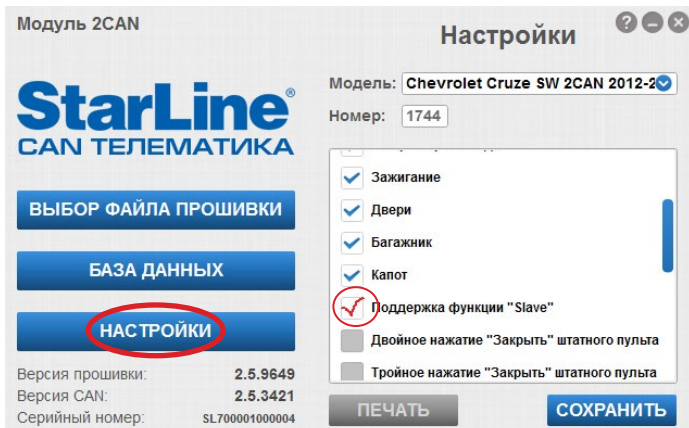 Модуль 2CAN
Настройки
StarLine®
CAN ТЕЛЕМАТИКА
Модель: Chevrolet Cruze SW 2CAN 2012-2
Номер: 1744
Зажигание
Двери
Багажник
Капот
Поддержка функции "Slave"
Двойное нажатие "Закрыть" штатного пульта
Тройное нажатие "Закрыть" штатного пульта
ВЫБОР ФАЙЛА ПРОШИВКИ
БАЗА ДАННЫХ
НАСТРОЙКИ
Версия прошивки: 2.5.9649
Версия CAN: 2.5.3421
Серийный номер: SL700001000004
ПЕЧАТЬ
СОХРАНИТЬ